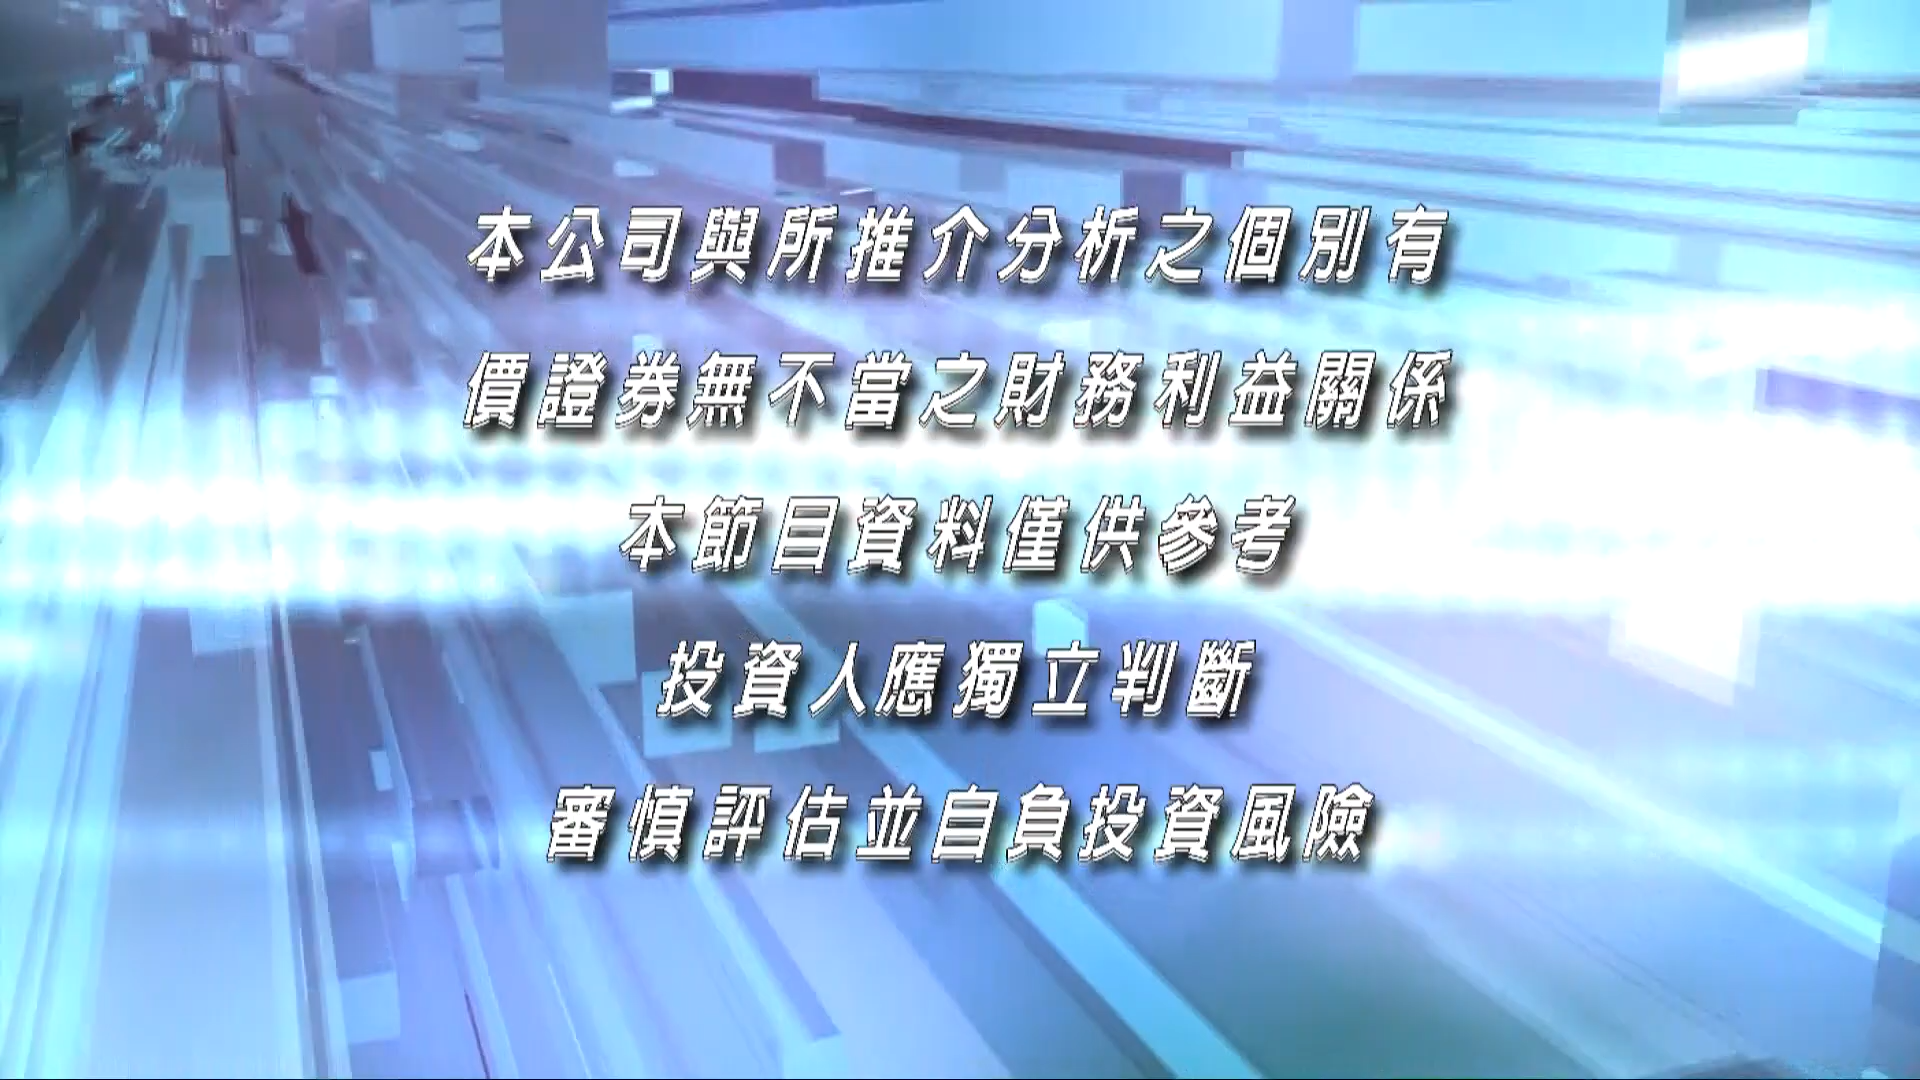 本公司與所推介分析之個別有
價證券無不當之財務利益關係
本節目資料僅供參考
投資人應獨立判斷
審慎評估並自負投資風險